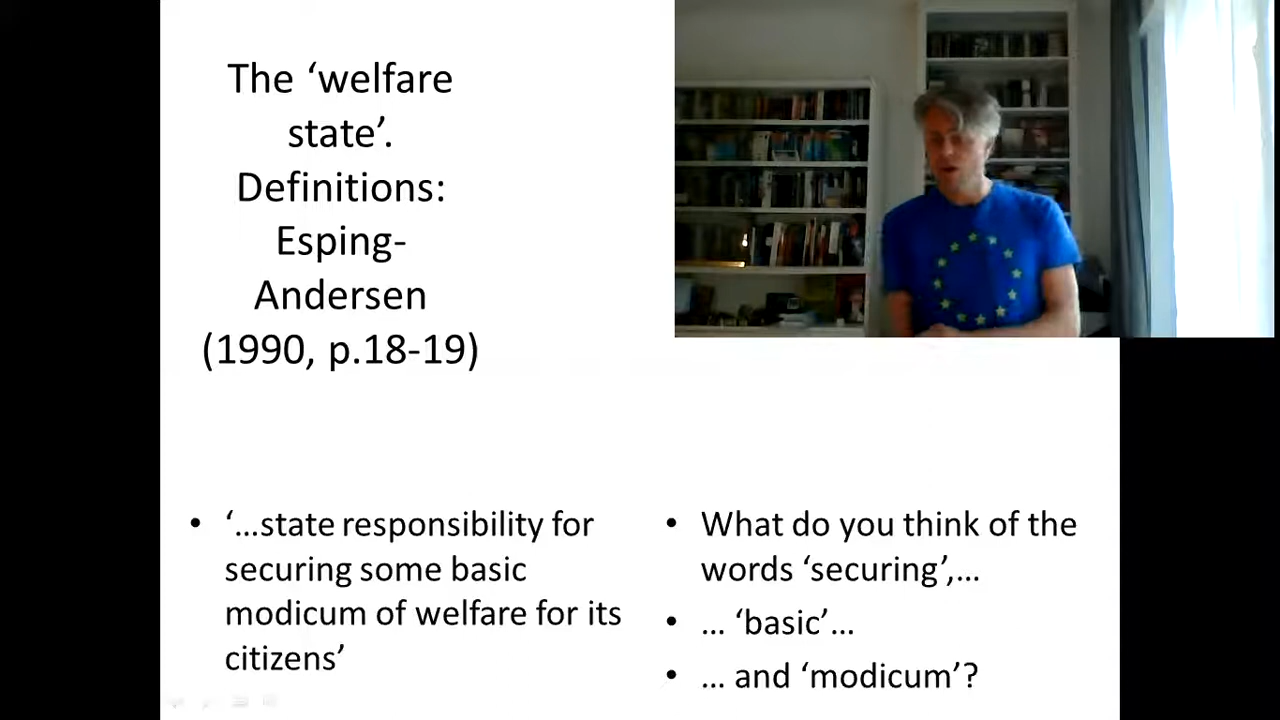 The ‘welfare
state’.
Definitions:
Esping-
Andersen
(1990, p.18-19)
• ‘…state responsibility for
securing some basic
modicum of welfare for its
citizens’
• What do you think of the
words ‘securing’,…
• … ‘basic’…
• … and ‘modicum’?